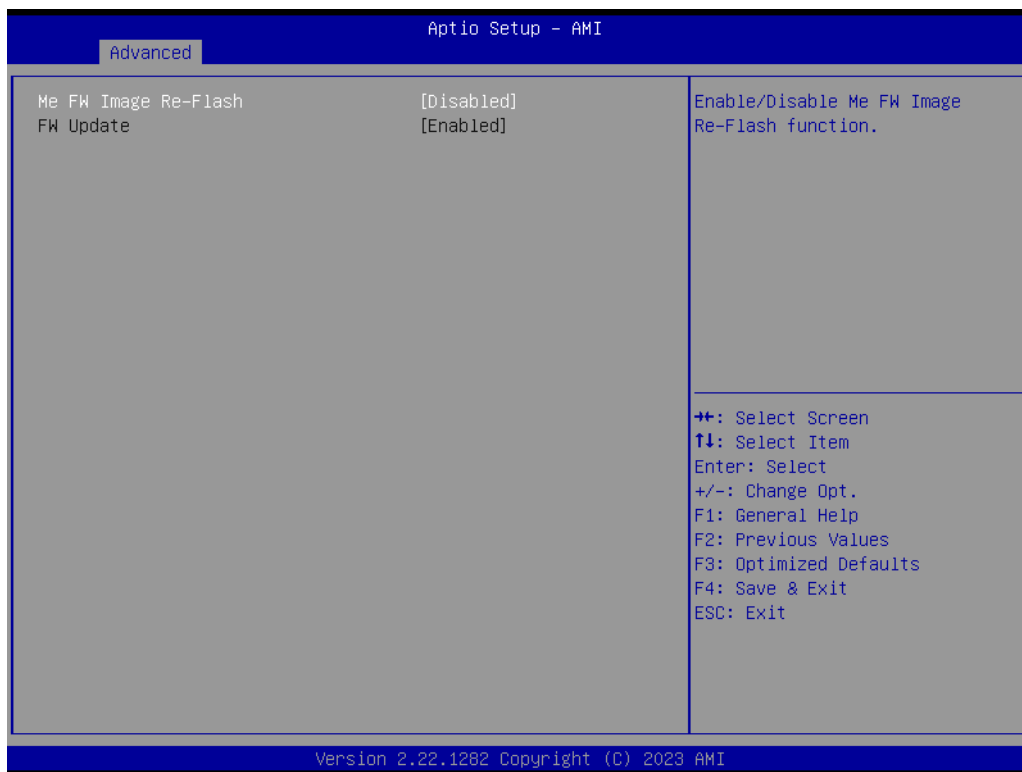 Aptio Setup – AMI
Advanced
Me FW Image Re-Flash [Disabled]
FW Update [Enabled]
Enable/Disable Me FW Image
Re-Flash function.
→←: Select Screen
↑↓: Select Item
Enter: Select
+/-: Change Opt.
F1: General Help
F2: Previous Values
F3: Optimized Defaults
F4: Save & Exit
ESC: Exit
Version 2.22.1282 Copyright (C) 2023 AMI